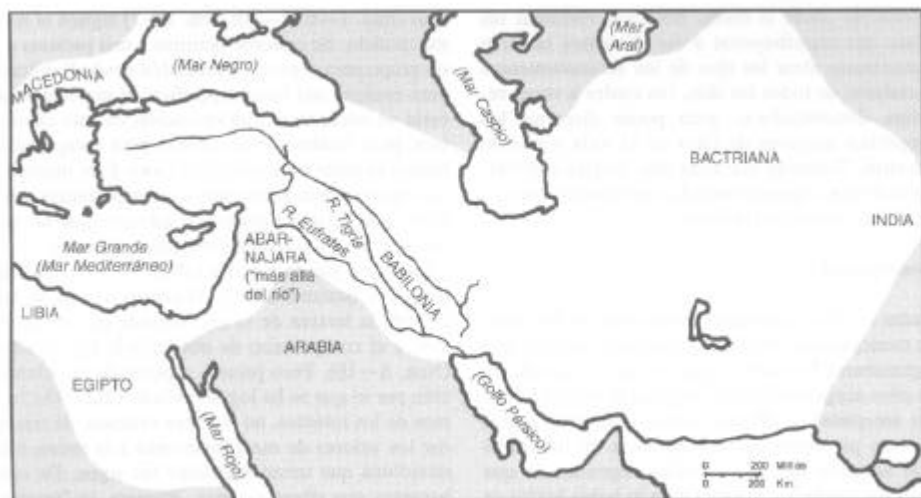 (Mar
Aral)
(Mar Negro)
MACEDONIA
(Mar Caspio)
BACTRIANA
INDIA
R. Tigris
R. Eufrates
BABILONIA
Mar Grande
(Mar Mediterráneo)
ABAR-
NAJARA
("más allá
del río")
LIBIA
ARABIA
EGIPTO
(Mar Rojo)
(Golfo Pérsico)
0 200 Millas
0 200 Km.